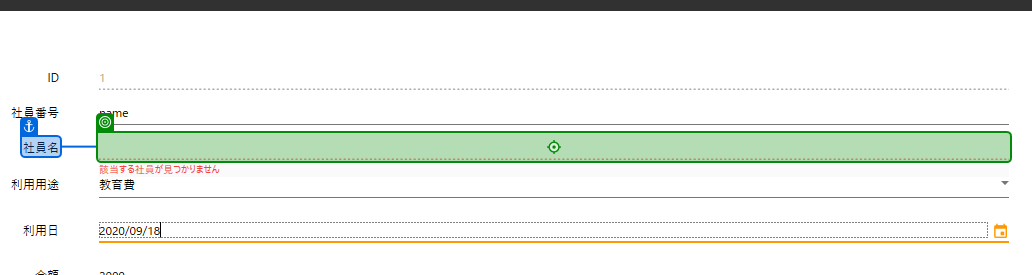 ID 1
社員番号 name
社員名
該当する社員が見つかりません
利用用途 教育費
利用日 2020/09/18